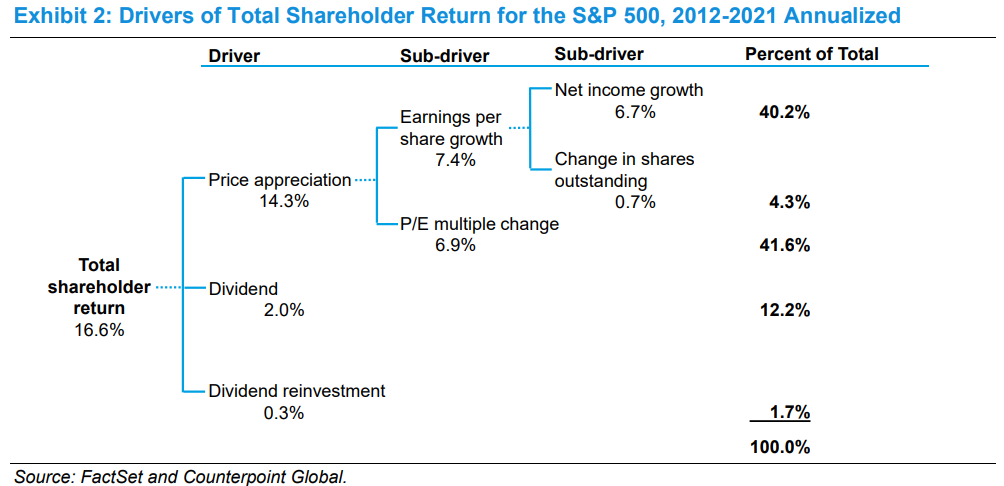 Exhibit 2: Drivers of Total Shareholder Return for the S&P 500, 2012-2021 Annualized
Driver Sub-driver Sub-driver Percent of Total
Net income growth
6.7% 40.2%
Earnings per
share growth
7.4%
Change in shares
outstanding
0.7% 4.3%
Price appreciation
14.3%
P/E multiple change
6.9% 41.6%
Total
shareholder
return
16.6%
Dividend
2.0% 12.2%
Dividend reinvestment
0.3% 1.7%
100.0%
Source: FactSet and Counterpoint Global.